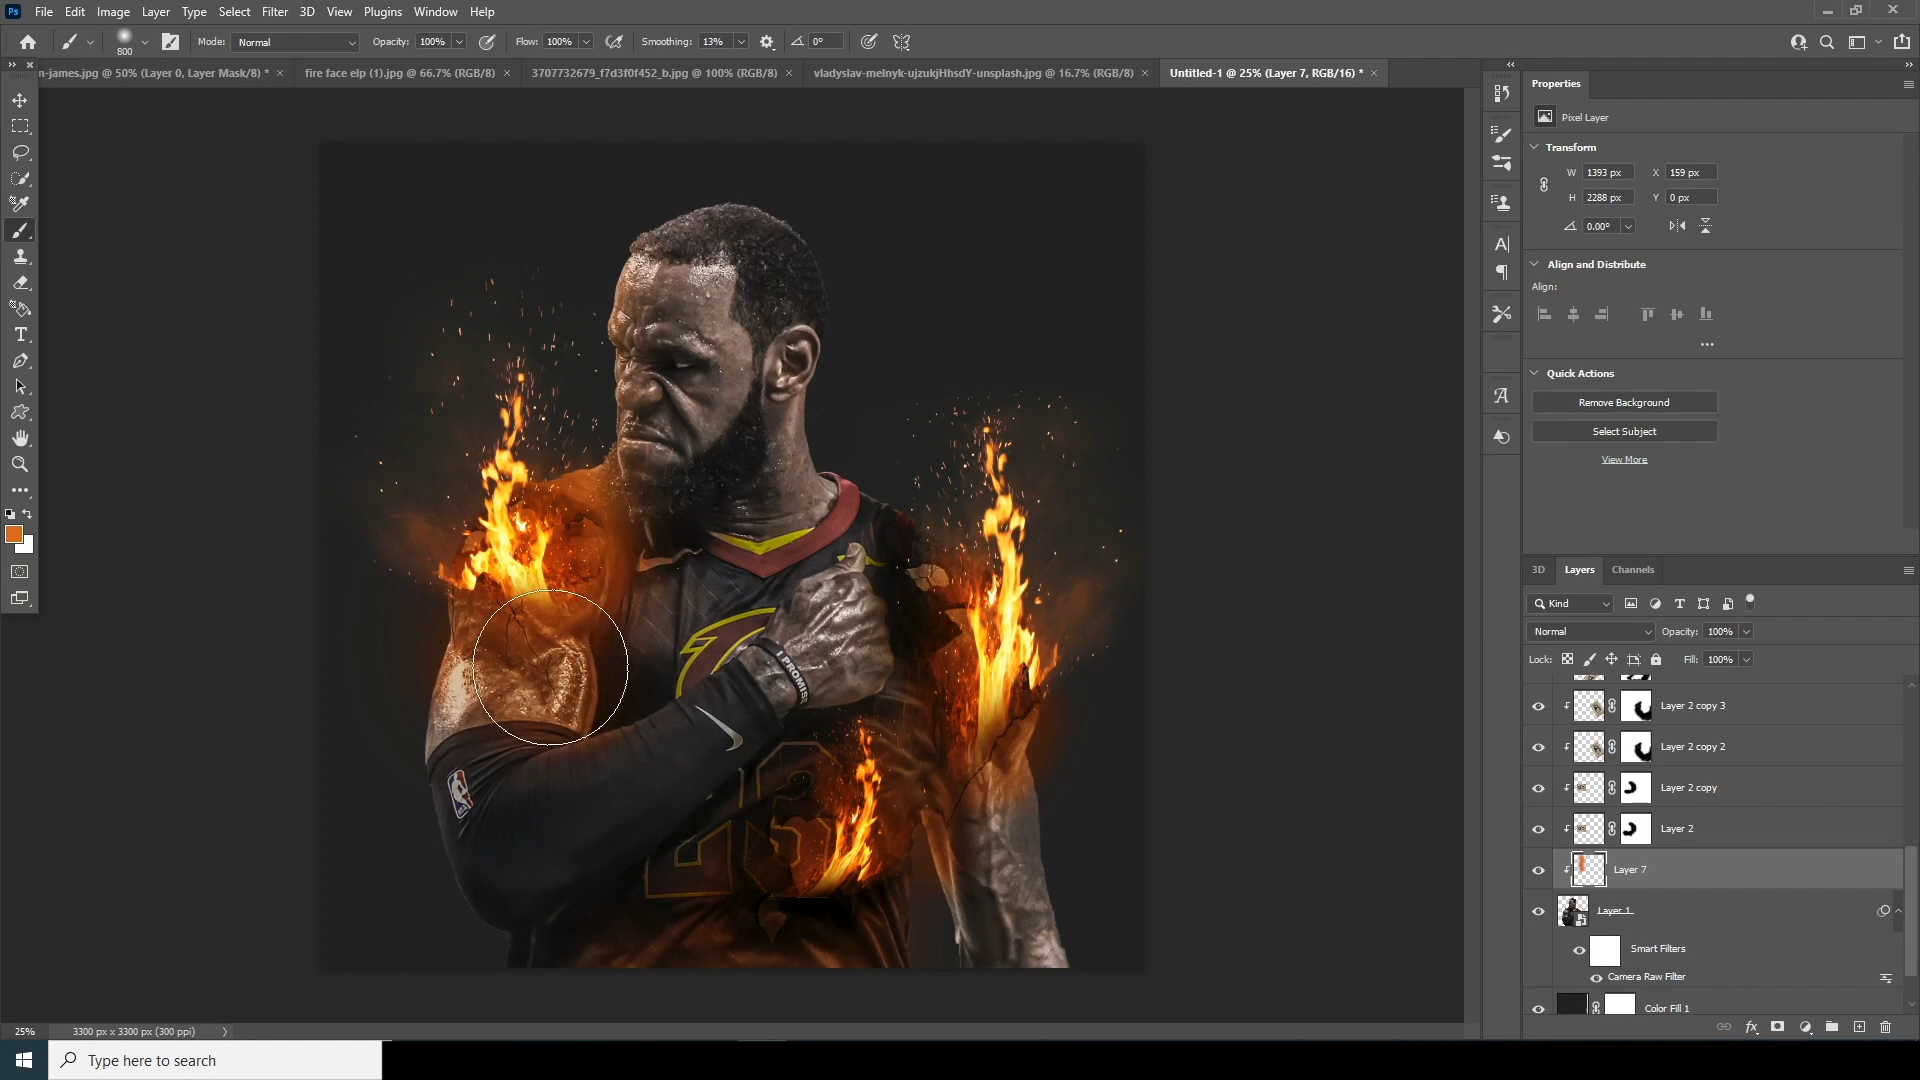 Ps File Edit Image Layer Type Select Filter 3D View Plugins Window Help
800 Mode: Normal Opacity: 100% Flow: 100% Smoothing: 13% 0°
n-james.jpg @ 50% (Layer 0, Layer Mask/8) * × fire face elp (1).jpg @ 66.7% (RGB/8) × 3707732679_f7d3f0f452_b.jpg @ 100% (RGB/8) × vladyslav-melnyk-ujzukjHhsdY-unsplash.jpg @ 16.7% (RGB/8) × Untitled-1 @ 25% (Layer 7, RGB/16) * ×
Properties
Pixel Layer
Transform
W 1393 px X 159 px
H 2288 px Y 0 px
0.00°
Align and Distribute
Align:
Quick Actions
Remove Background
Select Subject
View More
I PROMISE
23
NBA
3D Layers Channels
Kind
Normal Opacity: 100%
Lock: Fill: 100%
Layer 2 copy 3
Layer 2 copy 2
Layer 2 copy
Layer 2
Layer 7
Layer 1
Smart Filters
Camera Raw Filter
Color Fill 1
fx
25% 3300 px x 3300 px (300 ppi)
Type here to search